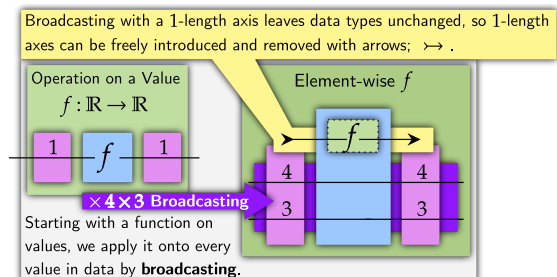 Broadcasting with a 1-length axis leaves data types unchanged, so 1-length
axes can be freely introduced and removed with arrows; ↣ .
Operation on a Value
f : ℝ → ℝ
1 f 1
Element-wise f
f
4 4
3 3
×4×3 Broadcasting
Starting with a function on
values, we apply it onto every
value in data by broadcasting.